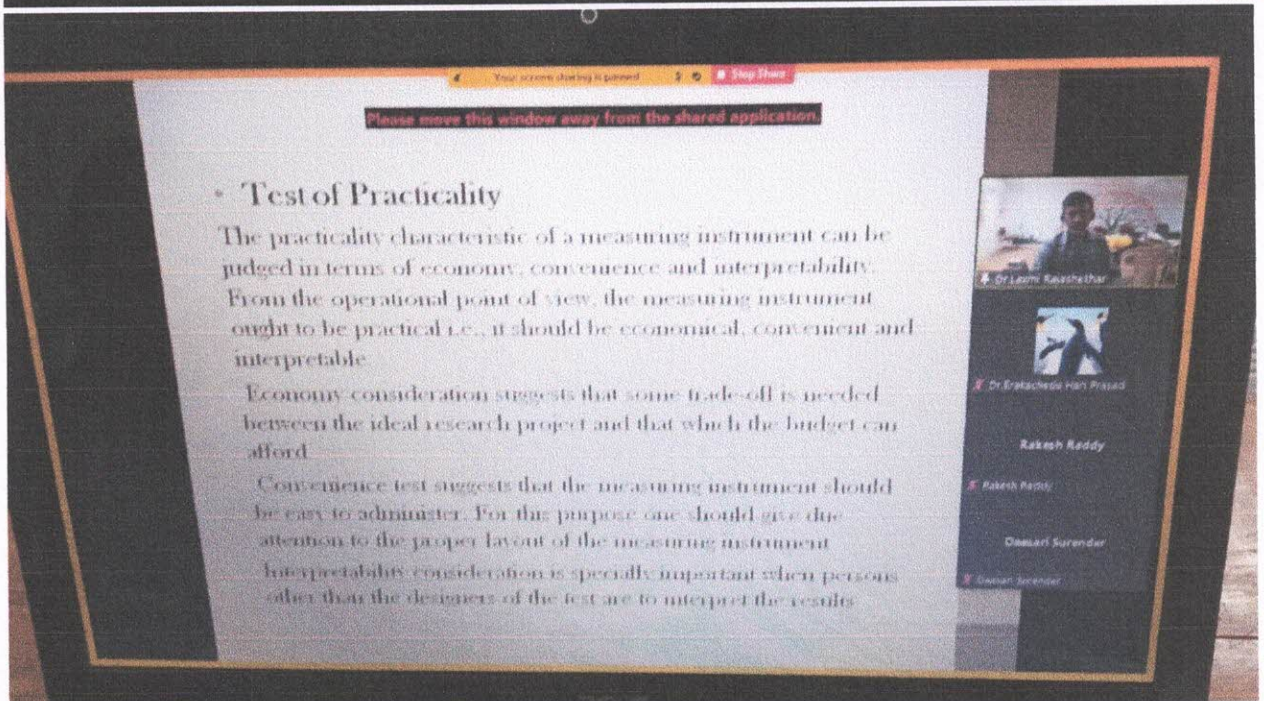 Your screen sharing is paused
Stop Share
Please move this window away from the shared application.
• Test of Practicality
The practicality characteristic of a measuring instrument can be
judged in terms of economy, convenience and interpretability.
From the operational point of view, the measuring instrument
ought to be practical i.e., it should be economical, convenient and
interpretable
Economy consideration suggests that some trade-off is needed
between the ideal research project and that which the budget can
afford
Convenience test suggests that the measuring instrument should
be easy to administer. For this purpose one should give due
attention to the proper layout of the measuring instrument
Interpretability consideration is specially important when persons
other than the designers of the test are to interpret the results
Dr.Laxmi
Hari Prasad
Rakesh Reddy
Rakesh Reddy
Dasari Surender
Dasari Surender